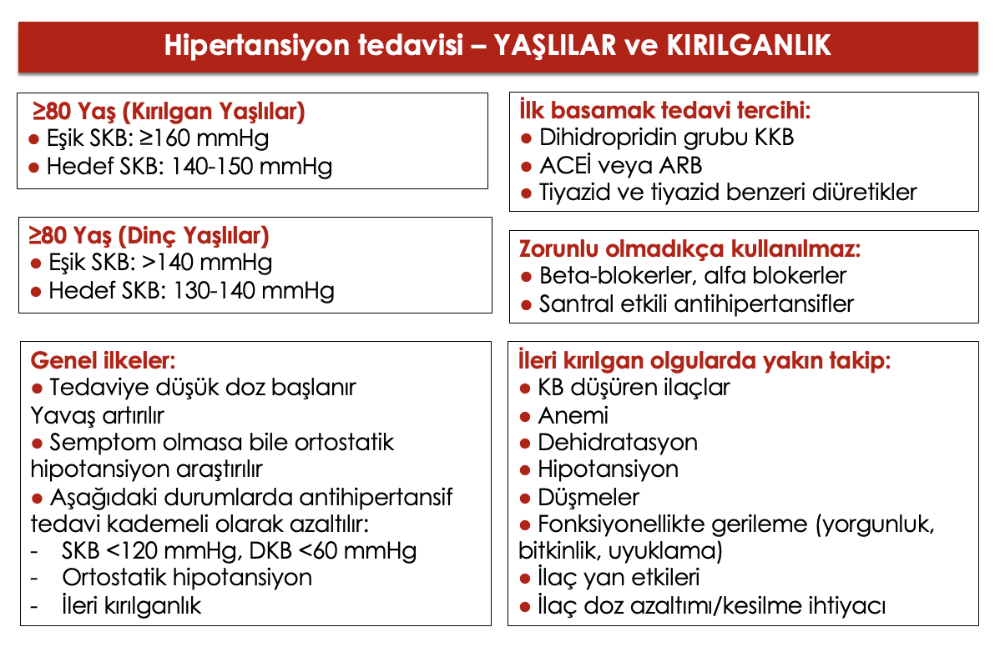 Hipertansiyon tedavisi – YAŞLILAR ve KIRILGANLIK
≥80 Yaş (Kırılgan Yaşlılar)
● Eşik SKB: ≥160 mmHg
● Hedef SKB: 140-150 mmHg
≥80 Yaş (Dinç Yaşlılar)
● Eşik SKB: >140 mmHg
● Hedef SKB: 130-140 mmHg
Genel ilkeler:
● Tedaviye düşük doz başlanır
Yavaş artırılır
● Semptom olmasa bile ortostatik
hipotansiyon araştırılır
● Aşağıdaki durumlarda antihipertansif
tedavi kademeli olarak azaltılır:
- SKB <120 mmHg, DKB <60 mmHg
- Ortostatik hipotansiyon
- İleri kırılganlık
İlk basamak tedavi tercihi:
● Dihidropridin grubu KKB
● ACEİ veya ARB
● Tiyazid ve tiyazid benzeri diüretikler
Zorunlu olmadıkça kullanılmaz:
● Beta-blokerler, alfa blokerler
● Santral etkili antihipertansifler
İleri kırılgan olgularda yakın takip:
● KB düşüren ilaçlar
● Anemi
● Dehidratasyon
● Hipotansiyon
● Düşmeler
● Fonksiyonellikte gerileme (yorgunluk,
bitkinlik, uyuklama)
● İlaç yan etkileri
● İlaç doz azaltımı/kesilme ihtiyacı